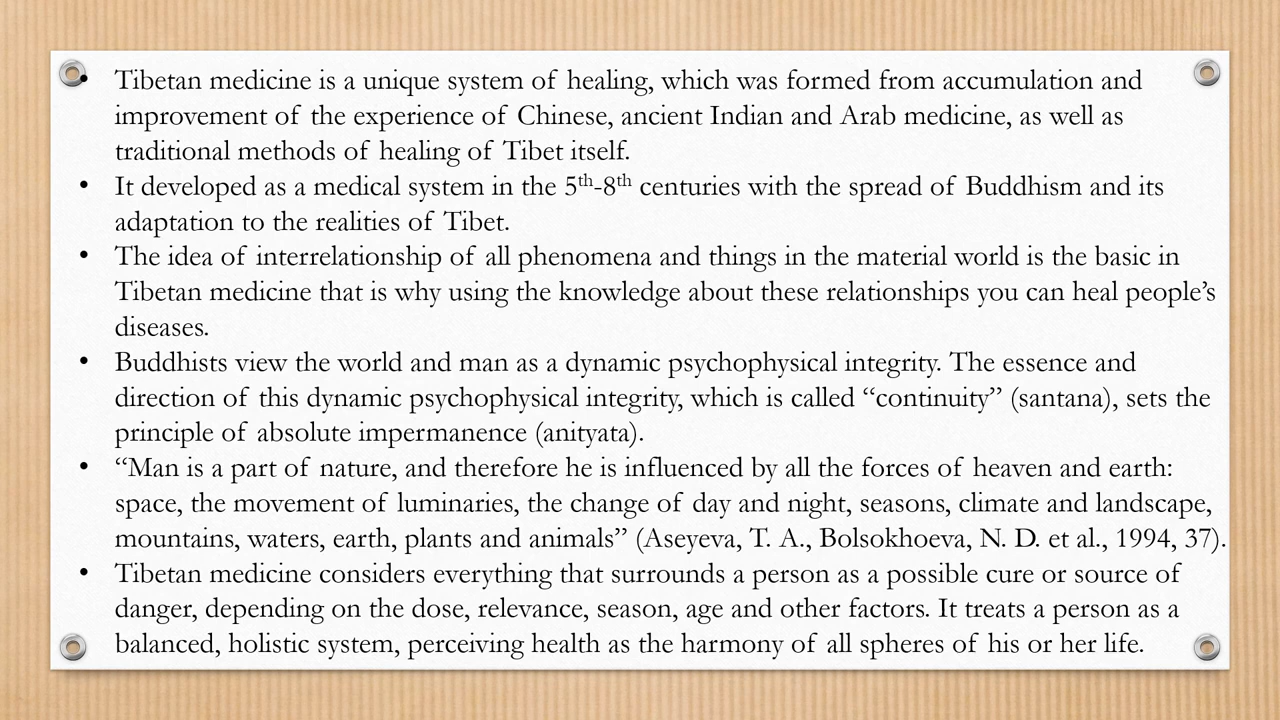 • Tibetan medicine is a unique system of healing, which was formed from accumulation and
improvement of the experience of Chinese, ancient Indian and Arab medicine, as well as
traditional methods of healing of Tibet itself.
• It developed as a medical system in the 5th-8th centuries with the spread of Buddhism and its
adaptation to the realities of Tibet.
• The idea of interrelationship of all phenomena and things in the material world is the basic in
Tibetan medicine that is why using the knowledge about these relationships you can heal people’s
diseases.
• Buddhists view the world and man as a dynamic psychophysical integrity. The essence and
direction of this dynamic psychophysical integrity, which is called “continuity” (santana), sets the
principle of absolute impermanence (anityata).
• “Man is a part of nature, and therefore he is influenced by all the forces of heaven and earth:
space, the movement of luminaries, the change of day and night, seasons, climate and landscape,
mountains, waters, earth, plants and animals” (Aseyeva, T. A., Bolsokhoeva, N. D. et al., 1994, 37).
• Tibetan medicine considers everything that surrounds a person as a possible cure or source of
danger, depending on the dose, relevance, season, age and other factors. It treats a person as a
balanced, holistic system, perceiving health as the harmony of all spheres of his or her life.